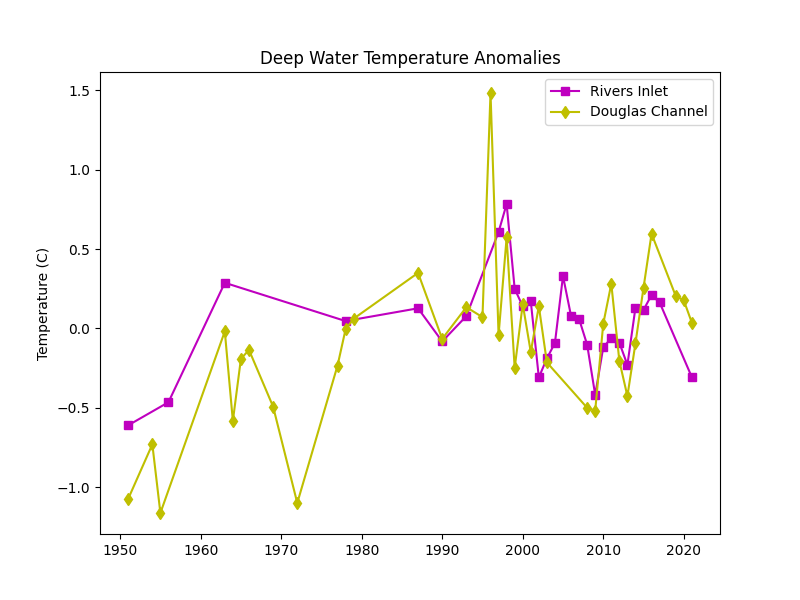 Deep Water Temperature Anomalies
Rivers Inlet
Douglas Channel
Temperature (C)
1.5
1.0
0.5
0.0
−0.5
−1.0
1950 1960 1970 1980 1990 2000 2010 2020